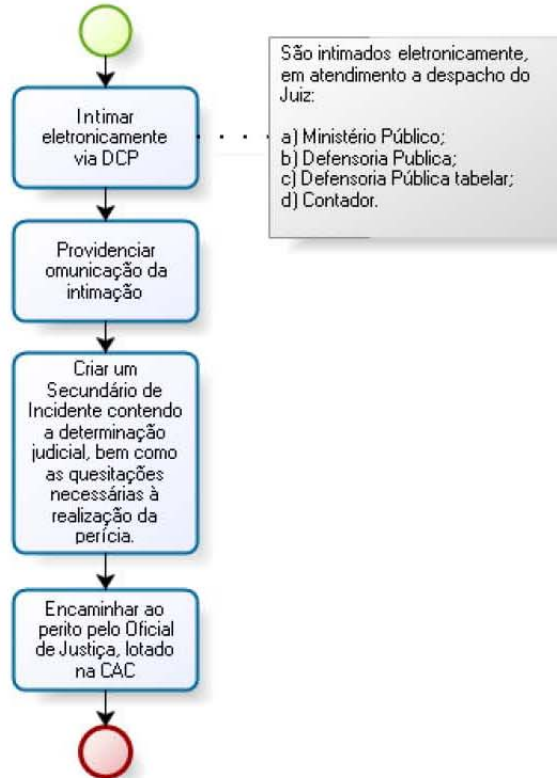 Intimar
eletronicamente
via DCP
São intimados eletronicamente,
em atendimento a despacho do
Juiz:
a) Ministério Público;
b) Defensoria Publica;
c) Defensoria Pública tabelar;
d) Contador.
Providenciar
omunicação da
intimação
Criar um
Secundário de
Incidente contendo
a determinação
judicial, bem como
as quesitações
necessárias à
realização da
perícia.
Encaminhar ao
perito pelo Oficial
de Justiça, lotado
na CAC